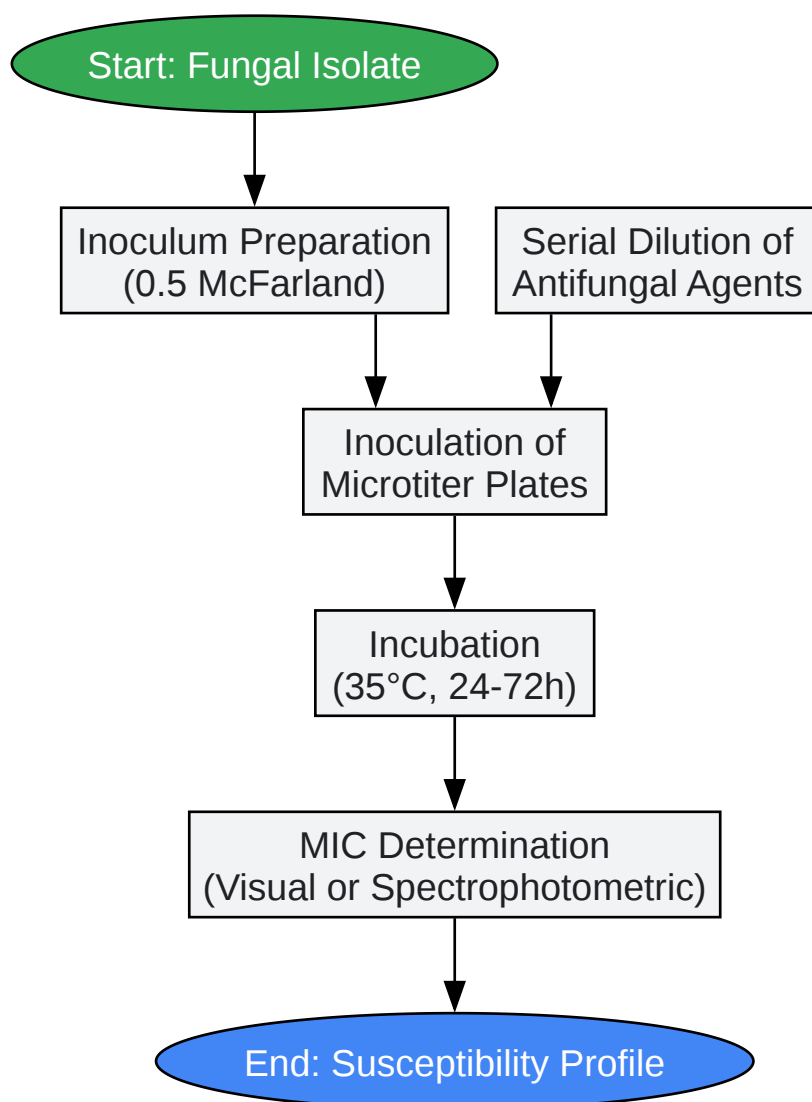 Start: Fungal Isolate
Inoculum Preparation
(0.5 McFarland)
Serial Dilution of
Antifungal Agents
Inoculation of
Microtiter Plates
Incubation
(35°C, 24-72h)
MIC Determination
(Visual or Spectrophotometric)
End: Susceptibility Profile